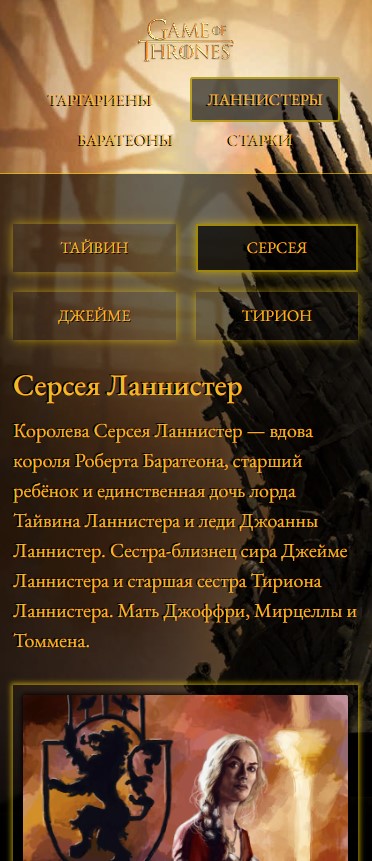 GAME OF
THRONES
ТАРГАРИЕНЫ ЛАННИСТЕРЫ
БАРАТЕОНЫ СТАРКИ
ТАЙВИН СЕРСЕЯ
ДЖЕЙМЕ ТИРИОН
Серсея Ланнистер
Королева Серсея Ланнистер — вдова
короля Роберта Баратеона, старший
ребёнок и единственная дочь лорда
Тайвина Ланнистера и леди Джоанны
Ланнистер. Сестра-близнец сира Джейме
Ланнистера и старшая сестра Тириона
Ланнистера. Мать Джоффри, Мирцеллы и
Томмена.